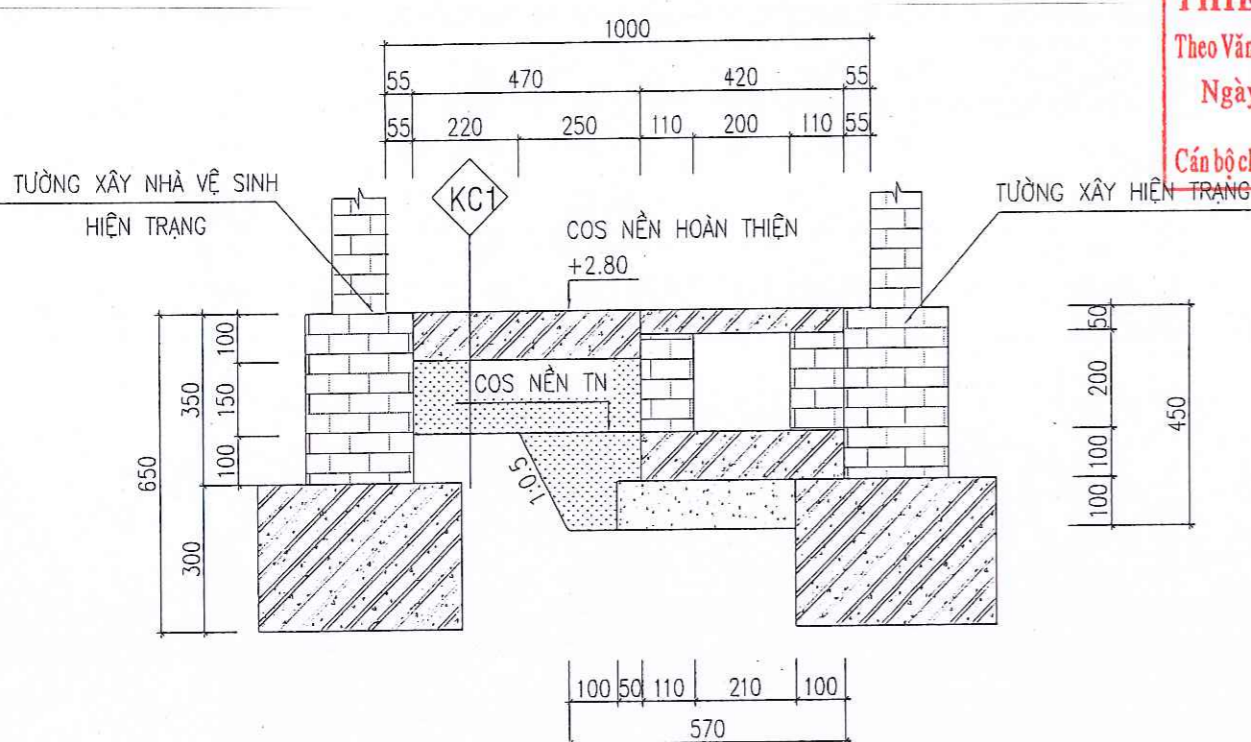 THIẾ
Theo Văn
Ngày
Cán bộ ch
1000
55 470 420 55
55 220 250 110 200 110 55
TƯỜNG XÂY NHÀ VỆ SINH
HIỆN TRẠNG
KC1
COS NỀN HOÀN THIỆN
+2.80
TƯỜNG XÂY HIỆN TRẠNG
COS NỀN TN
1:0.5
100
150
100
350
300
650
50
200
100
100
450
100 50 110 210 100
570